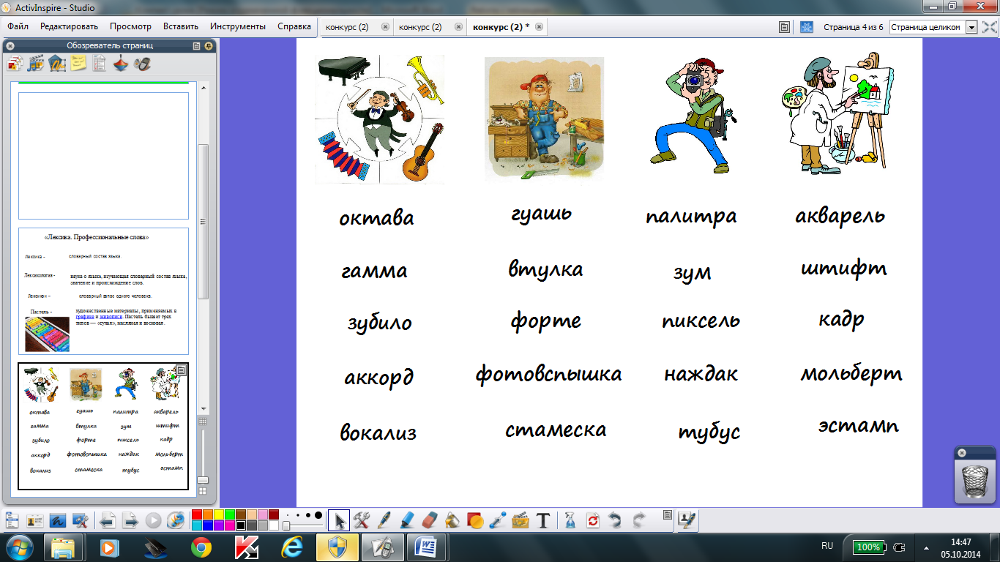 ActivInspire - Studio
Файл Редактировать Просмотр Вставить Инструменты Справка
конкурс (2) конкурс (2) конкурс (2) *
Страница 4 из 6 Страница целиком
Обозреватель страниц
«Лексика. Профессиональные слова»
Лексика – словарный состав языка
Лексикология - наука о языке, изучающая словарный состав языка,
значение и происхождение слов.
Лексикон – словарный запас одного человека.
Пастель - художественные материалы, применяемых в
графике и живописи. Пастель бывает трех
типов — «сухая», масляная и восковая.
октава гуашь палитра акварель
гамма втулка зум штифт
зубило форте пиксель кадр
аккорд фотовспышка наждак мольберт
вокализ стамеска тубус эстамп
октава гуашь палитра акварель
гамма втулка зум штифт
зубило форте пиксель кадр
аккорд фотовспышка наждак мольберт
вокализ стамеска тубус эстамп
RU 100% 14:47
05.10.2014